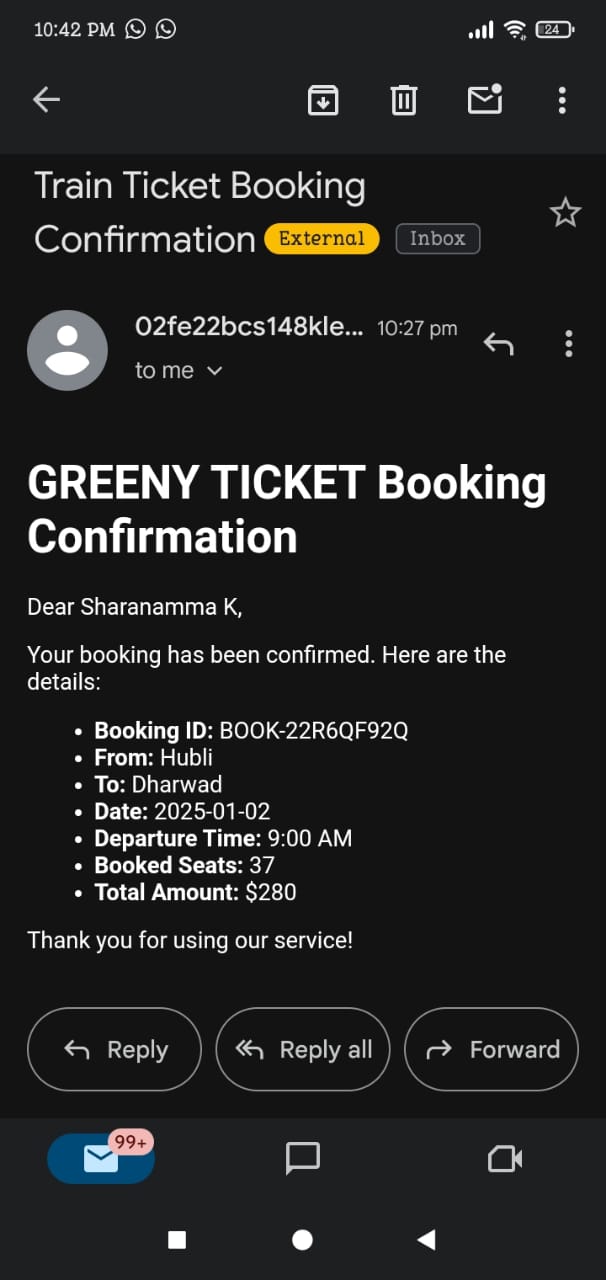 10:42 PM 24
Train Ticket Booking
Confirmation External Inbox
02fe22bcs148kle... 10:27 pm
to me
GREENY TICKET Booking
Confirmation
Dear Sharanamma K,
Your booking has been confirmed. Here are the
details:
• Booking ID: BOOK-22R6QF92Q
• From: Hubli
• To: Dharwad
• Date: 2025-01-02
• Departure Time: 9:00 AM
• Booked Seats: 37
• Total Amount: $280
Thank you for using our service!
Reply Reply all Forward
99+